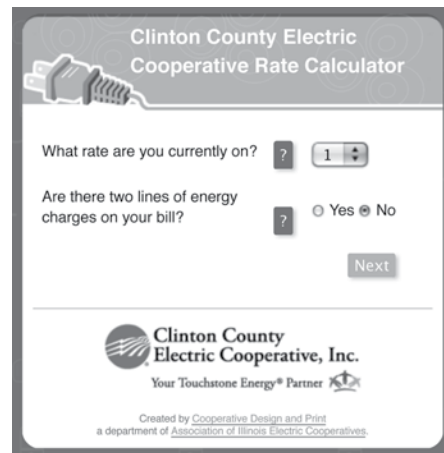 Clinton County Electric
Cooperative Rate Calculator
What rate are you currently on? ? 1
Are there two lines of energy
charges on your bill? ? Yes No
Next
Clinton County
Electric Cooperative, Inc.
Your Touchstone Energy® Partner
Created by Cooperative Design and Print
a department of Association of Illinois Electric Cooperatives.